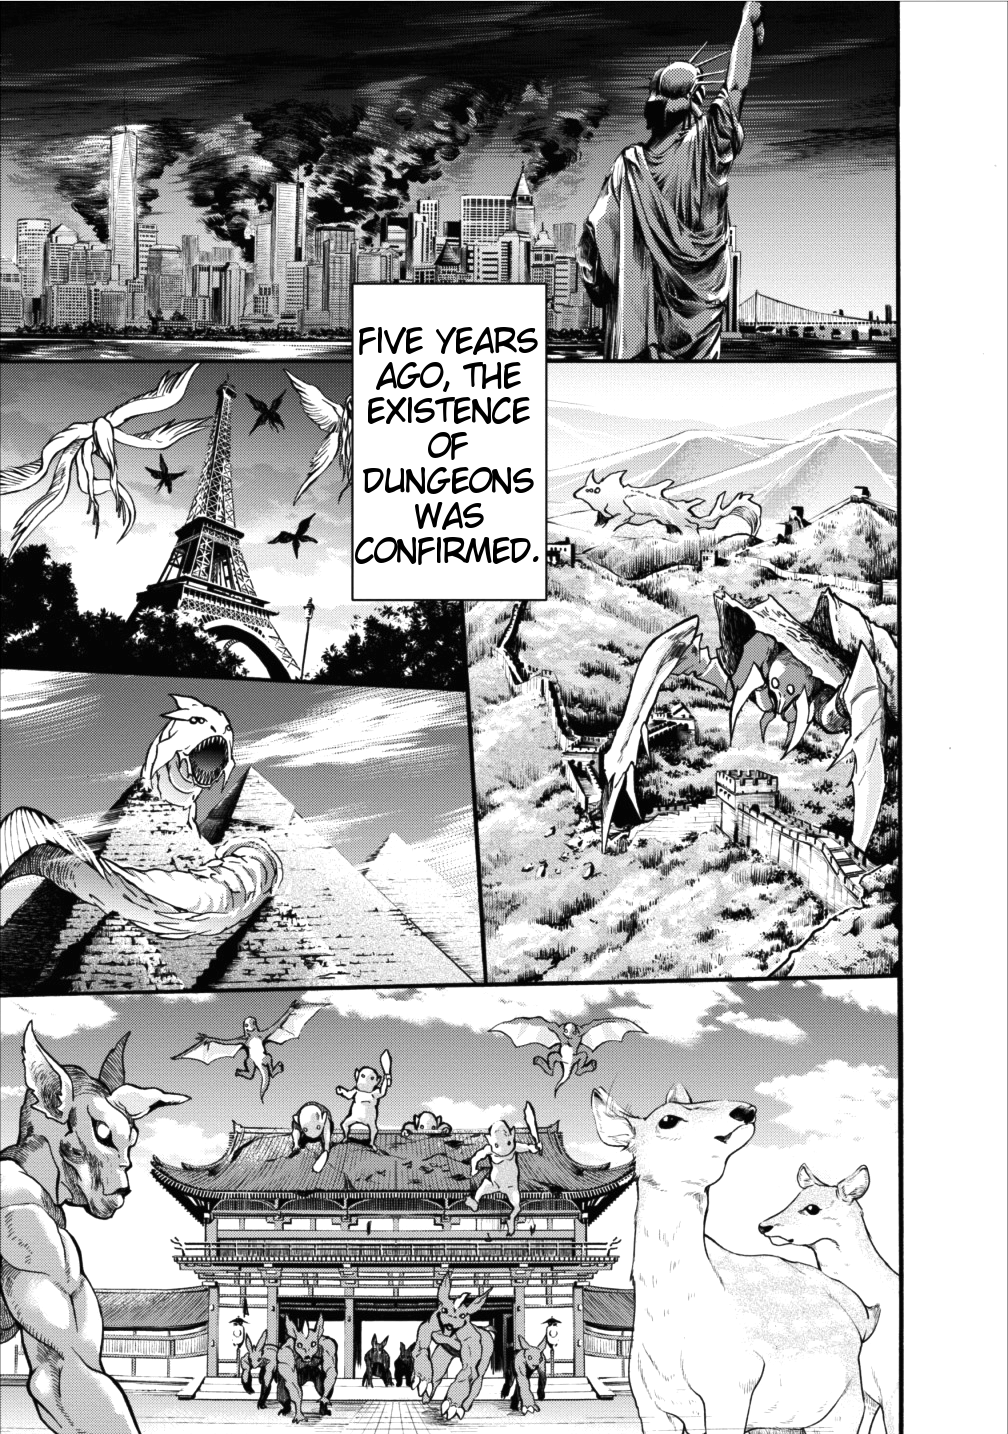 FIVE YEARS
AGO, THE
EXISTENCE
OF
DUNGEONS
WAS
CONFIRMED.